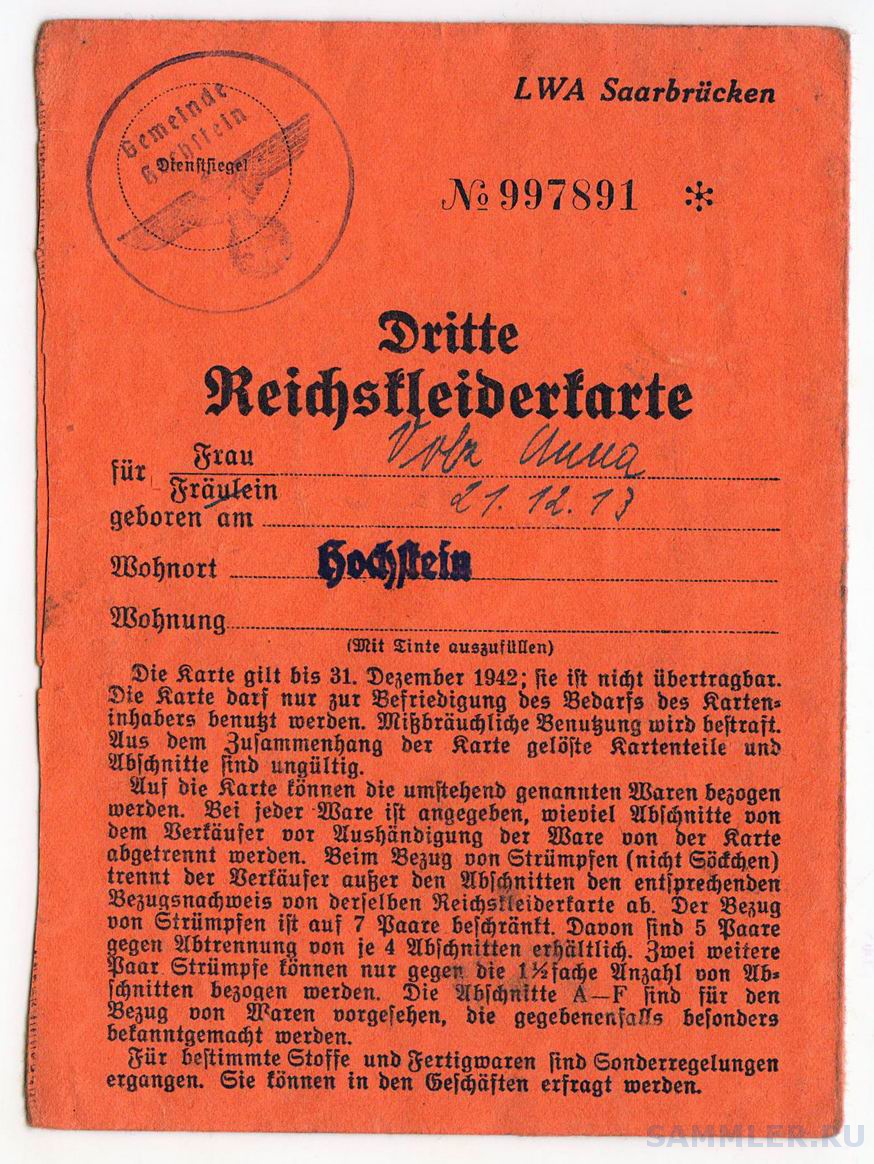 LWA Saarbrücken
Gemeinde
Hochstein
Dienstsiegel
№ 997891 *
Dritte
Reichskleiderkarte
für Frau Volz Anna
Fräulein
geboren am 21.12.13
Wohnort Hochstein
Wohnung
(Mit Tinte auszufüllen)
Die Karte gilt bis 31. Dezember 1942; sie ist nicht übertragbar.
Die Karte darf nur zur Befriedigung des Bedarfs des Karten-
inhabers benutzt werden. Mißbräuchliche Benutzung wird bestraft.
Aus dem Zusammenhang der Karte gelöste Kartenteile und
Abschnitte sind ungültig.
Auf die Karte können die umstehend genannten Waren bezogen
werden. Bei jeder Ware ist angegeben, wieviel Abschnitte von
dem Verkäufer vor Aushändigung der Ware von der Karte
abgetrennt werden. Beim Bezug von Strümpfen (nicht Söckchen)
trennt der Verkäufer außer den Abschnitten den entsprechenden
Bezugsnachweis von derselben Reichskleiderkarte ab. Der Bezug
von Strümpfen ist auf 7 Paare beschränkt. Davon sind 5 Paare
gegen Abtrennung von je 4 Abschnitten erhältlich. Zwei weitere
Paar Strümpfe können nur gegen die 1½fache Anzahl von Ab-
schnitten bezogen werden. Die Abschnitte A—F sind für den
Bezug von Waren vorgesehen, die gegebenenfalls besonders
bekanntgemacht werden.
Für bestimmte Stoffe und Fertigwaren sind Sonderregelungen
ergangen. Sie können in den Geschäften erfragt werden.
SAMMLER.RU